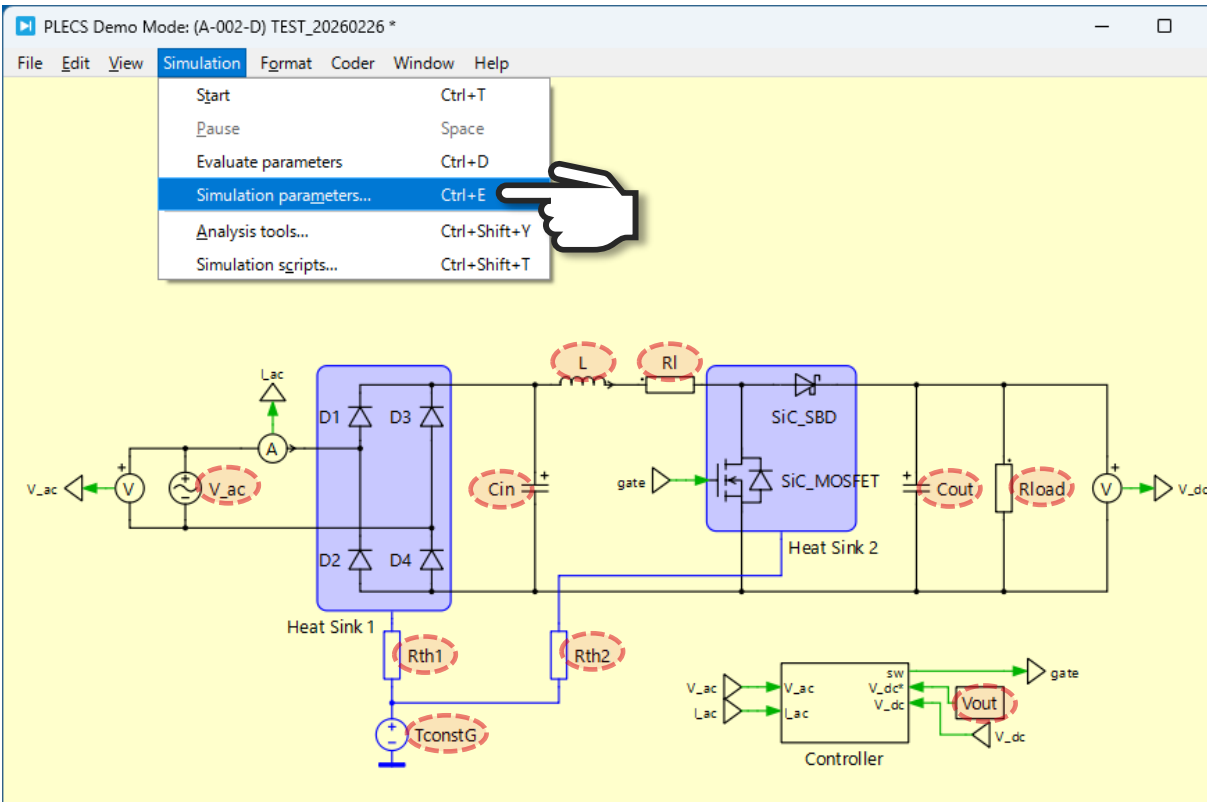 PLECS Demo Mode: (A-002-D) TEST_20260226 *
File Edit View Simulation Format Coder Window Help
Start Ctrl+T
Pause Space
Evaluate parameters Ctrl+D
Simulation parameters... Ctrl+E
Analysis tools... Ctrl+Shift+Y
Simulation scripts... Ctrl+Shift+T
I_ac
A
D1
D3
L
Rl
SiC_SBD
V_ac
V
V_ac
Cin
gate
SiC_MOSFET
Cout
Rload
V
V_dc
D2
D4
Heat Sink 2
Heat Sink 1
Rth1
Rth2
TconstG
V_ac
I_ac
V_ac
I_ac
sw
V_dc*
V_dc
gate
Vout
V_dc
Controller